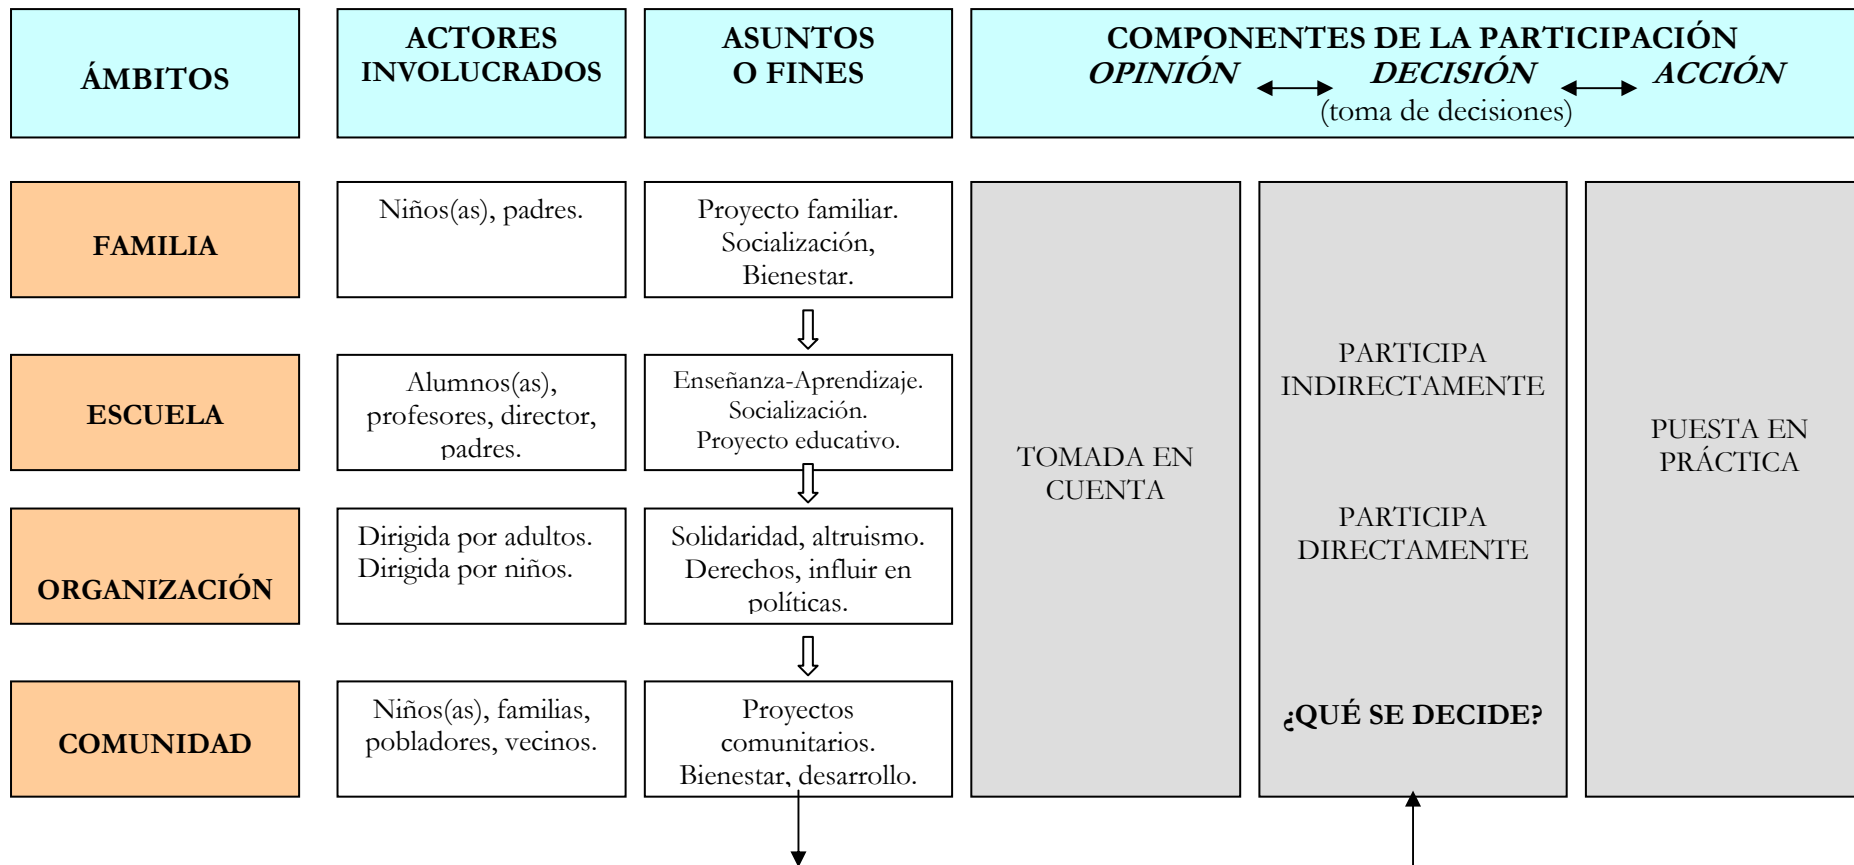 ÁMBITOS
ACTORES
INVOLUCRADOS
ASUNTOS
O FINES
COMPONENTES DE LA PARTICIPACIÓN
OPINIÓN DECISIÓN ACCIÓN
(toma de decisiones)
FAMILIA
Niños(as), padres.
Proyecto familiar.
Socialización,
Bienestar.
ESCUELA
Alumnos(as),
profesores, director,
padres.
Enseñanza-Aprendizaje.
Socialización.
Proyecto educativo.
ORGANIZACIÓN
Dirigida por adultos.
Dirigida por niños.
Solidaridad, altruismo.
Derechos, influir en
políticas.
COMUNIDAD
Niños(as), familias,
pobladores, vecinos.
Proyectos
comunitarios.
Bienestar, desarrollo.
TOMADA EN
CUENTA
PARTICIPA
INDIRECTAMENTE
PARTICIPA
DIRECTAMENTE
¿QUÉ SE DECIDE?
PUESTA EN
PRÁCTICA